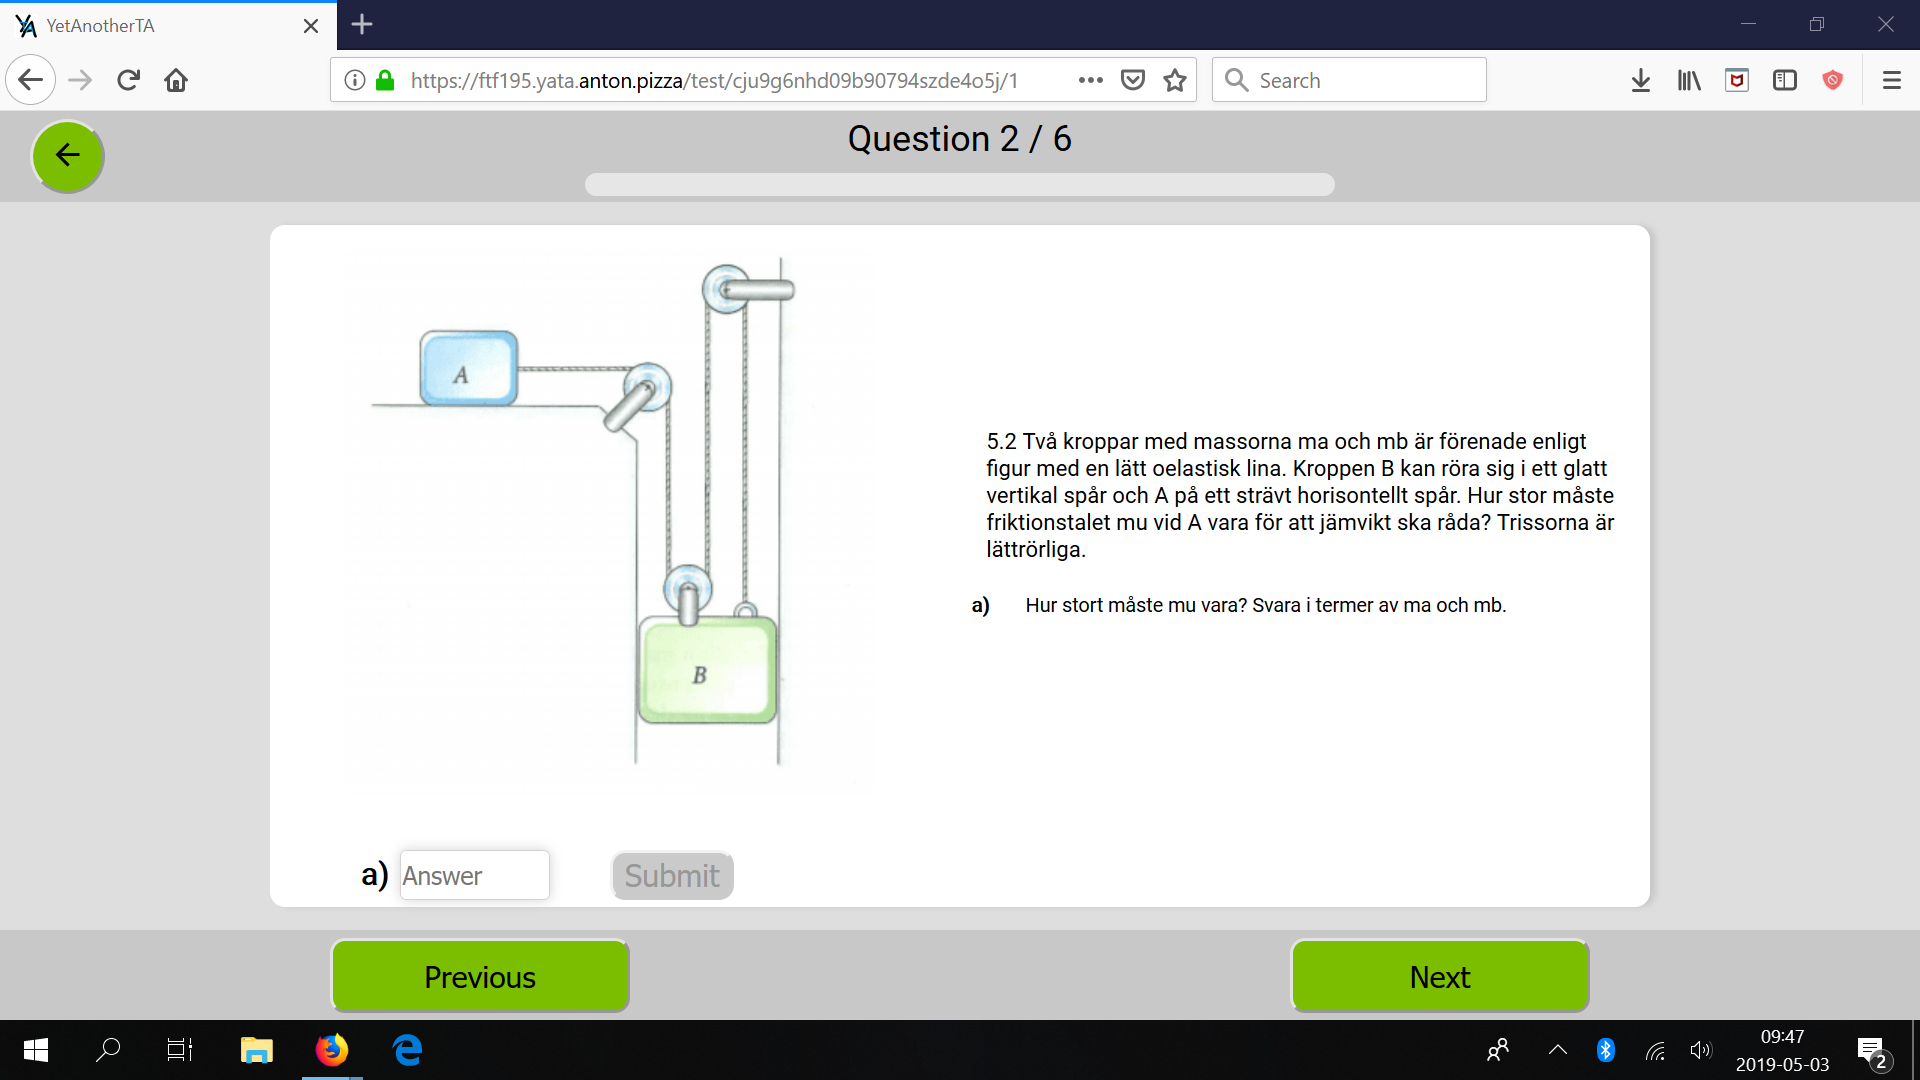 YetAnotherTA
https://ftf195.yata.anton.pizza/test/cju9g6nhd09b90794szde4o5j/1
Search
Question 2 / 6
A
B
5.2 Två kroppar med massorna ma och mb är förenade enligt
figur med en lätt oelastisk lina. Kroppen B kan röra sig i ett glatt
vertikal spår och A på ett strävt horisontellt spår. Hur stor måste
friktionstalet mu vid A vara för att jämvikt ska råda? Trissorna är
lättrörliga.
a) Hur stort måste mu vara? Svara i termer av ma och mb.
a) Answer Submit
Previous Next
09:47
2019-05-03
2